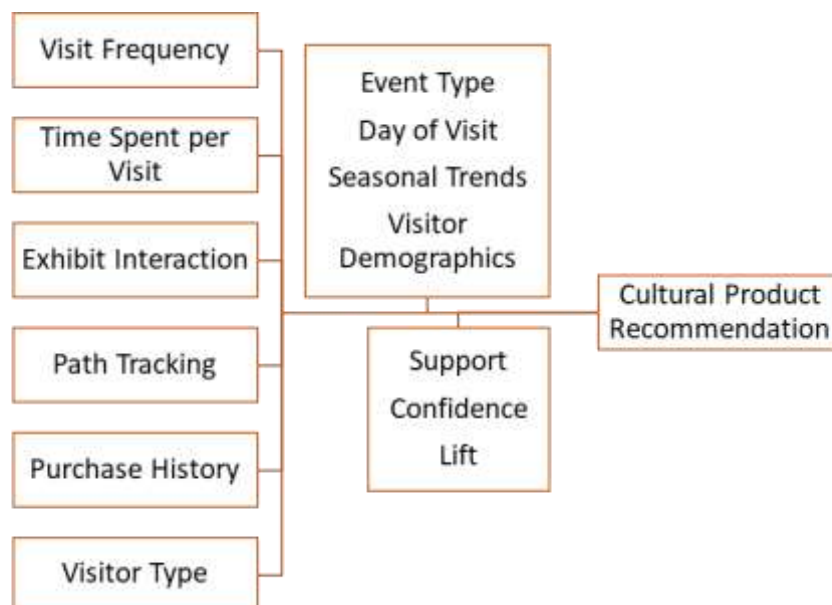 Visit Frequency
Time Spent per
Visit
Exhibit Interaction
Path Tracking
Purchase History
Visitor Type
Event Type
Day of Visit
Seasonal Trends
Visitor
Demographics
Support
Confidence
Lift
Cultural Product
Recommendation